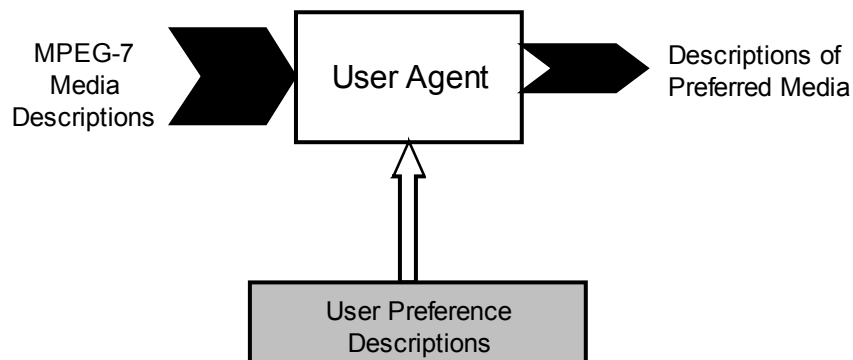 MPEG-7
Media
Descriptions
User Agent
Descriptions of
Preferred Media
User Preference
Descriptions